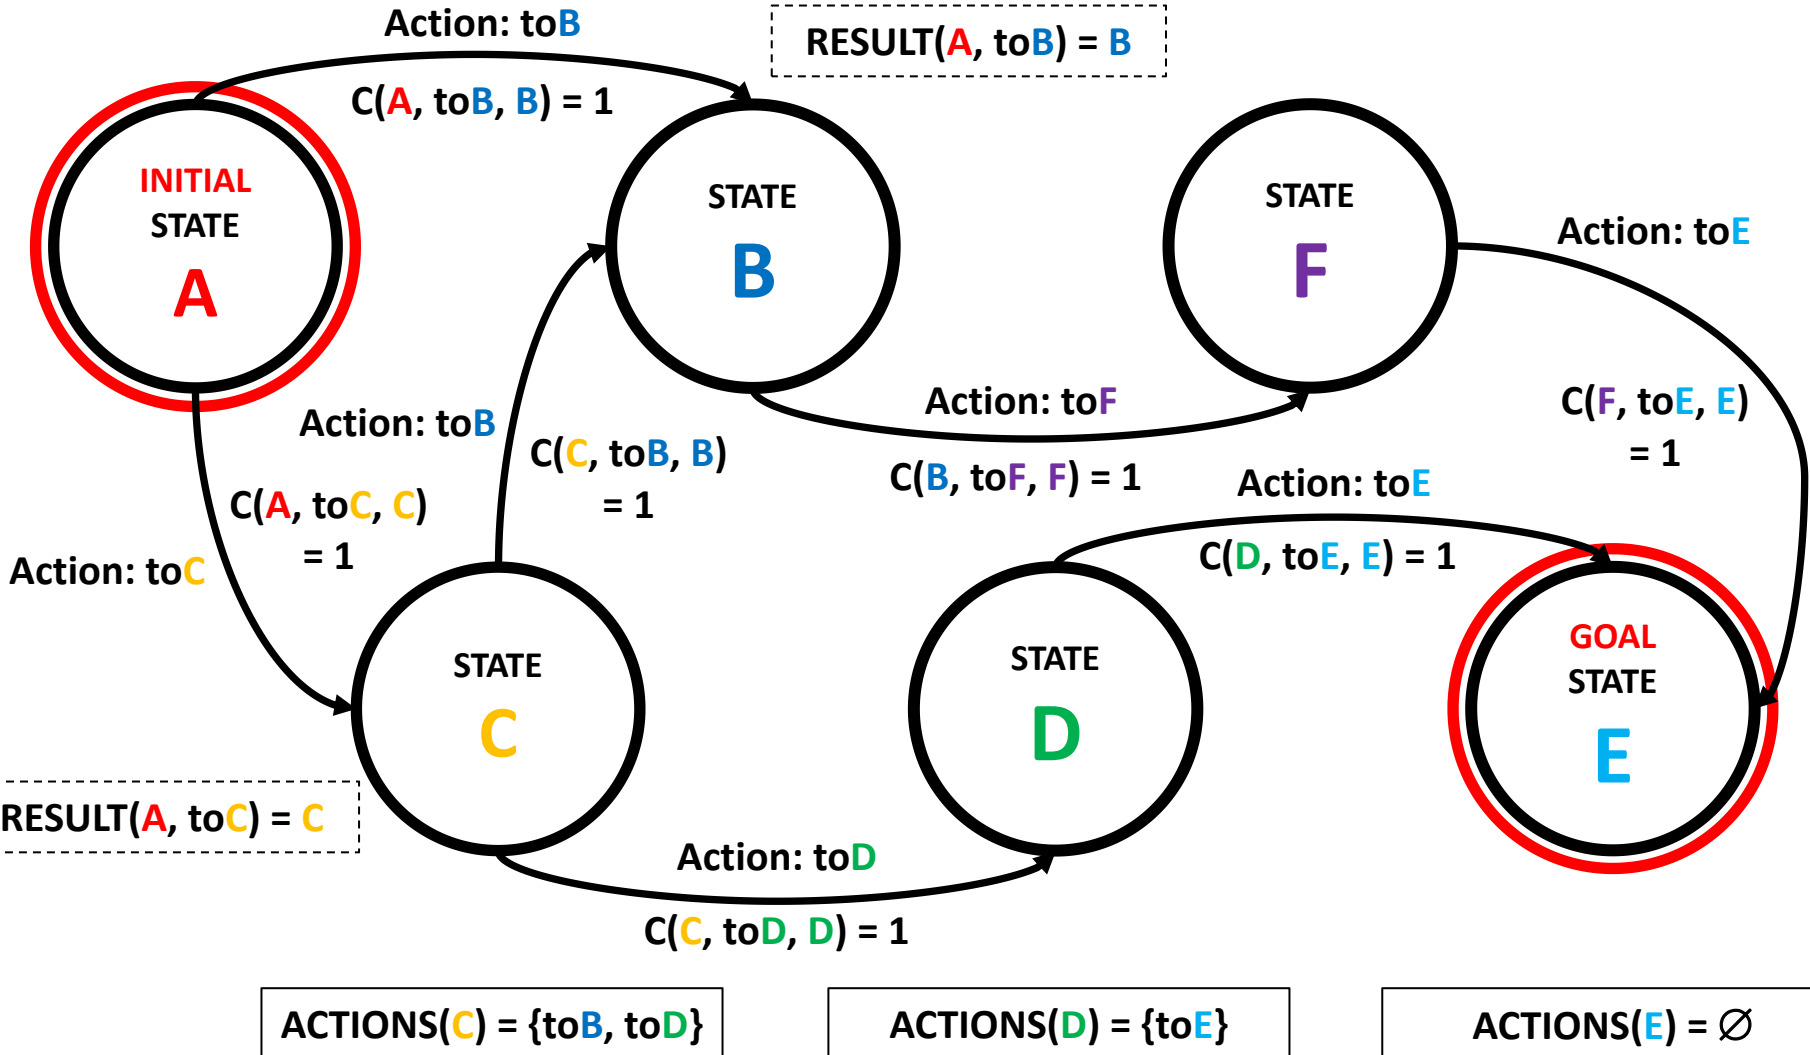 Action: toB
RESULT(A, toB) = B
C(A, toB, B) = 1
INITIAL
STATE
A
STATE
B
STATE
F
Action: toE
Action: toB
C(C, toB, B)
= 1
Action: toF
C(B, toF, F) = 1
C(F, toE, E)
= 1
C(A, toC, C)
= 1
Action: toC
Action: toE
C(D, toE, E) = 1
STATE
C
STATE
D
GOAL
STATE
E
RESULT(A, toC) = C
Action: toD
C(C, toD, D) = 1
ACTIONS(C) = {toB, toD}
ACTIONS(D) = {toE}
ACTIONS(E) = ∅